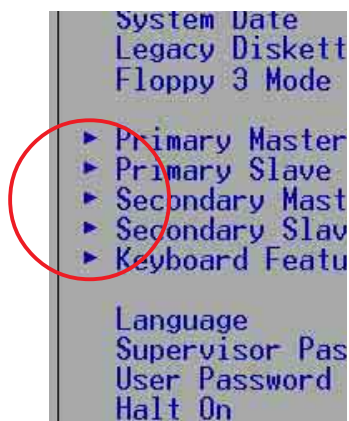 System Date
Legacy Diskett
Floppy 3 Mode
Primary Master
Primary Slave
Secondary Mast
Secondary Slav
Keyboard Featu
Language
Supervisor Pas
User Password
Halt On